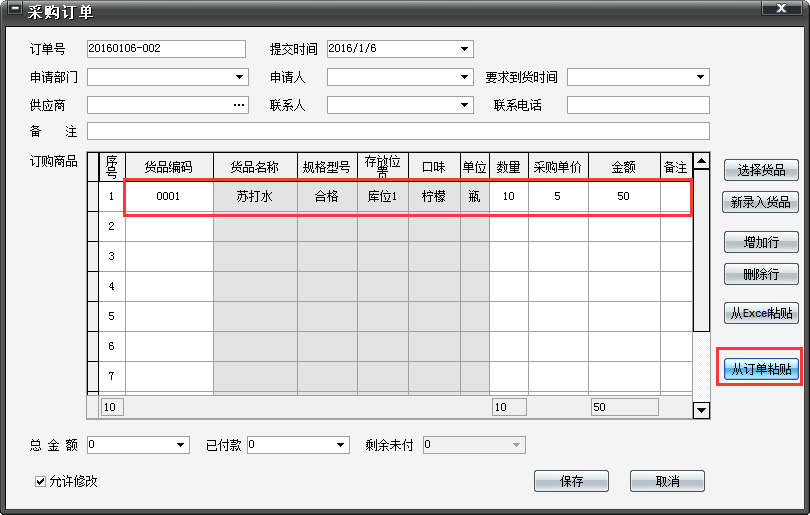 采购订单
订单号 20160106-002 提交时间 2016/1/6
申请部门 申请人 要求到货时间
供应商 ... 联系人 联系电话
备 注
订购商品 序号 货品编码 货品名称 规格型号 存放位置 口味 单位 数量 采购单价 金额 备注
1 0001 苏打水 合格 库位1 柠檬 瓶 10 5 50
2
3
4
5
6
7
10 10 50
选择货品
新录入货品
增加行
删除行
从Excel粘贴
从订单粘贴
总 金 额 0 已付款 0 剩余未付 0
允许修改 保存 取消